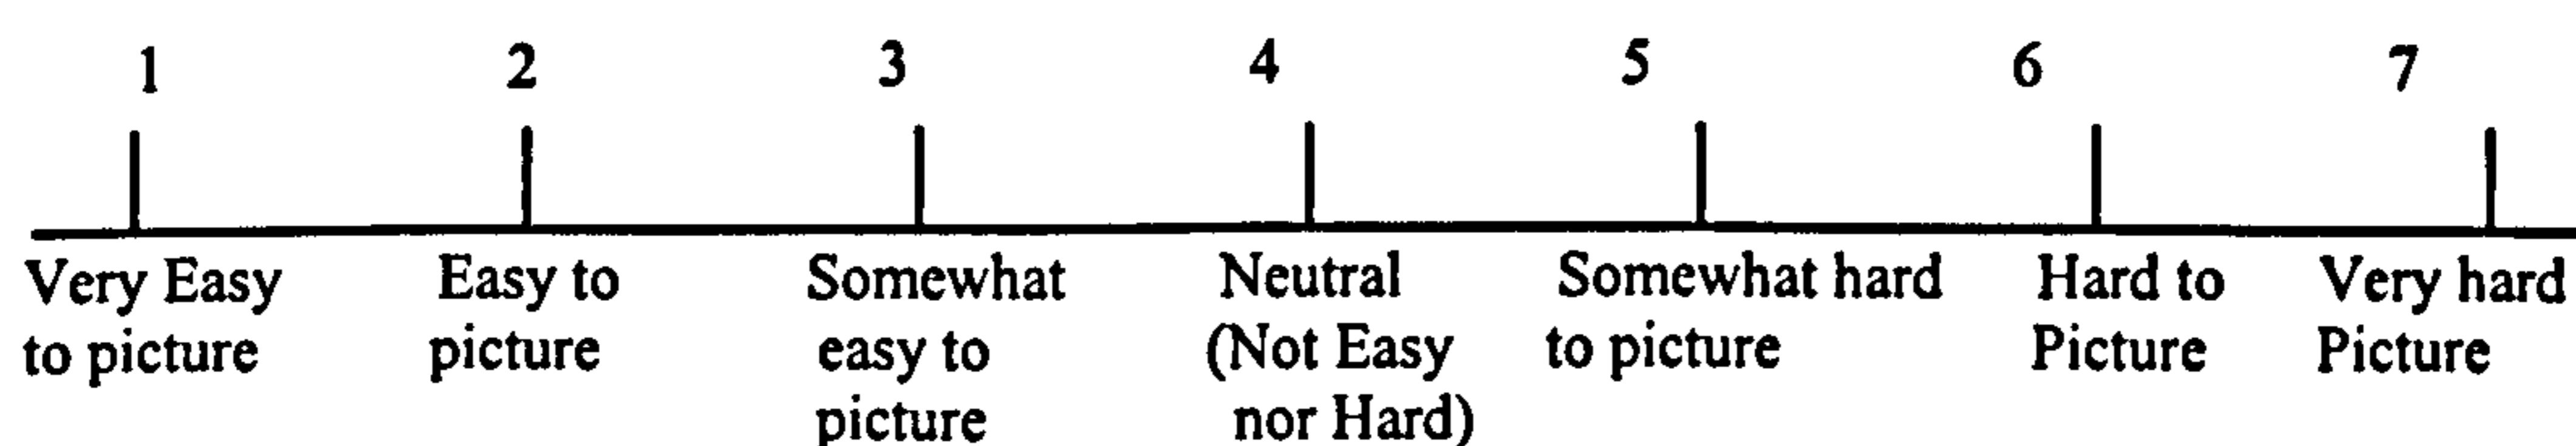 1 2 3 4 5 6 7
Very Easy Easy to Somewhat Neutral Somewhat hard Hard to Very hard
to picture picture easy to (Not Easy to picture Picture Picture
picture nor Hard)